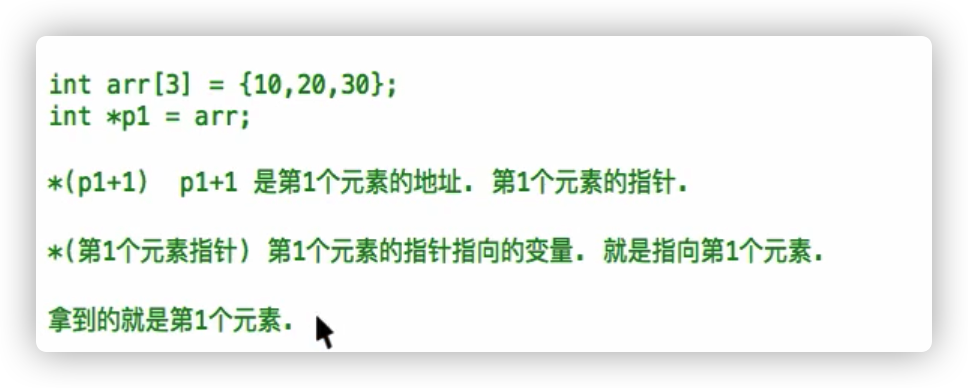 int arr[3] = {10,20,30};
int *p1 = arr;
*(p1+1)  p1+1 是第1个元素的地址. 第1个元素的指针.
*(第1个元素指针) 第1个元素的指针指向的变量. 就是指向第1个元素.
拿到的就是第1个元素.